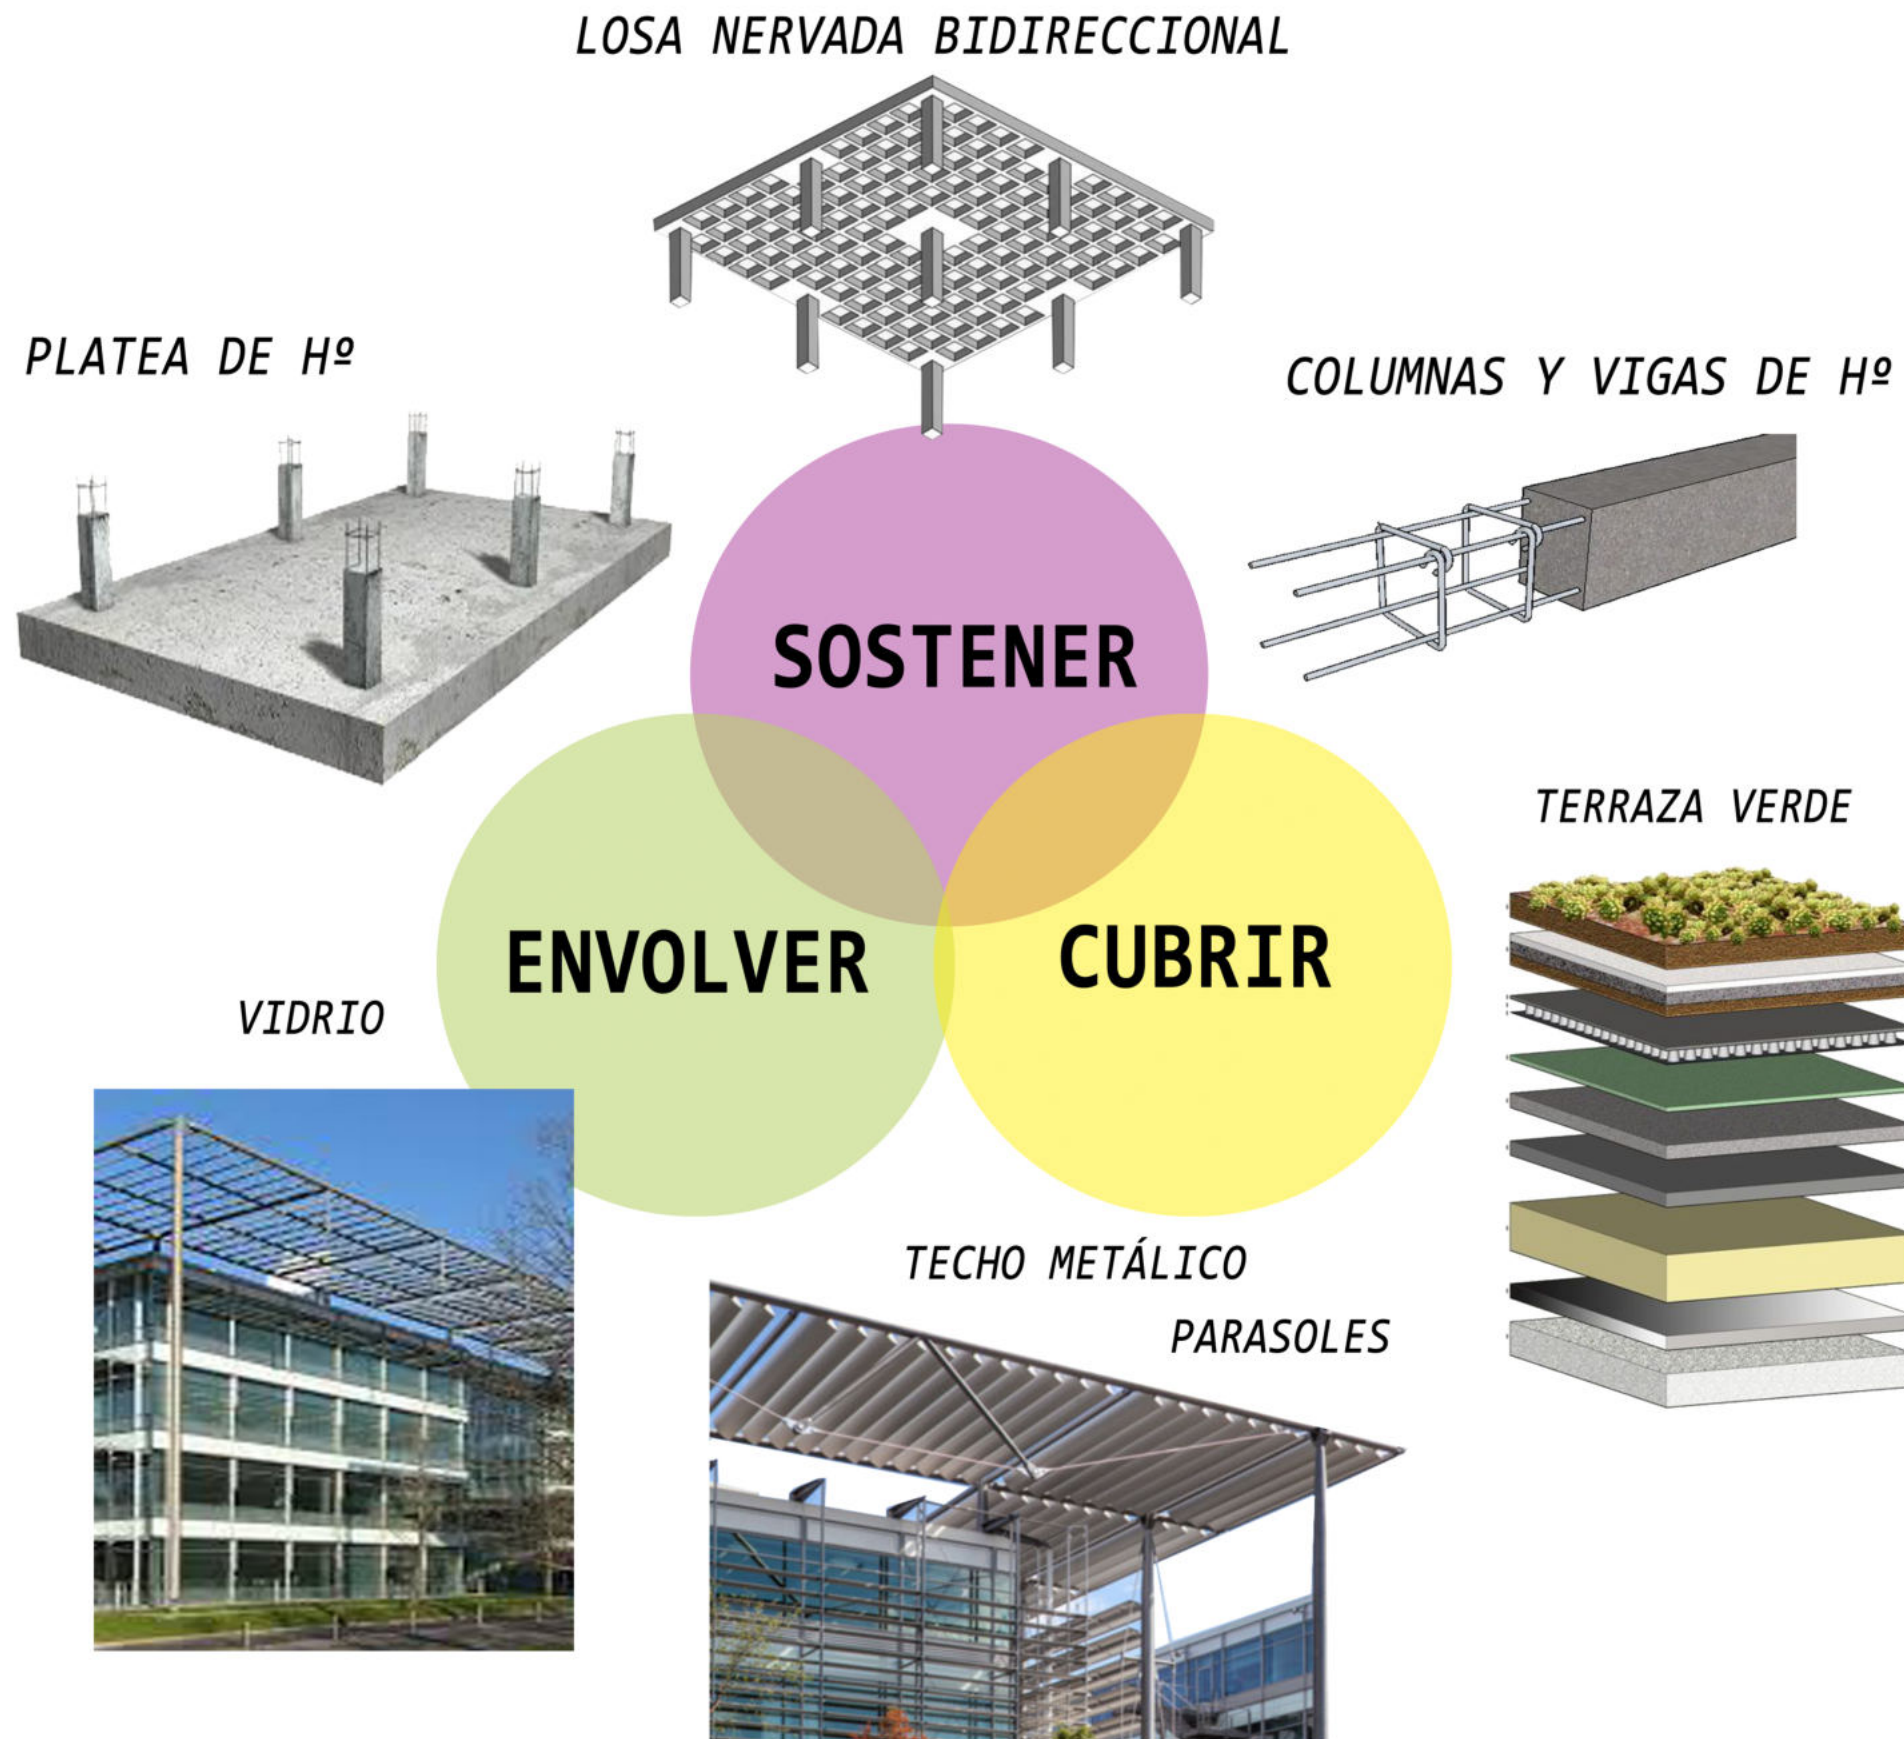 LOSA NERVADA BIDIRECCIONAL
PLATEA DE Hº
COLUMNAS Y VIGAS DE Hº
SOSTENER
TERRAZA VERDE
ENVOLVER
CUBRIR
VIDRIO
TECHO METÁLICO
PARASOLES